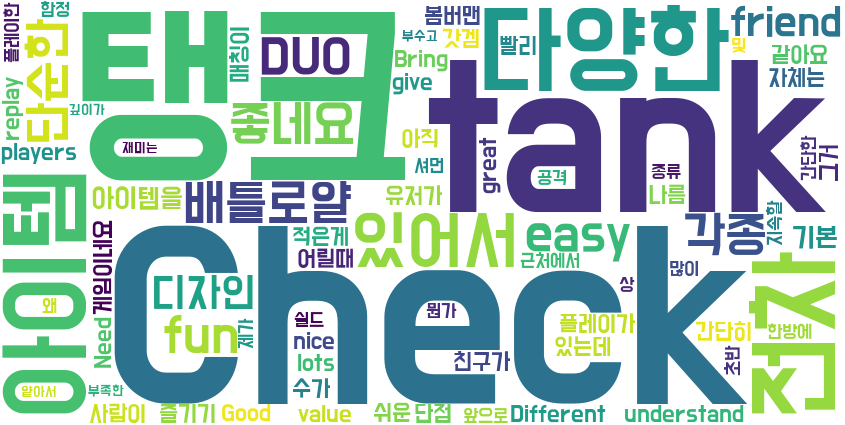 플레이한
함정
replay
단순한
깊이가
players
탱크
재미는
매칭이
DUO
좋네요
봄버맨
부수고
갓겜
Bring
give
빨리
다양한
friend
및
같아요
자체는
tank
아직
셔먼
great
공격
종류
나름
간단한
그거
아이템
왜
얕아서
부족한
아이템을
배틀로얄
유저가
적은게
어릴때
있어서
easy
근처에서
각종
지속할
기본
게임이네요
Need
디자인
fun
제가
Check
쉴드
nice
lots
수가
뭔가
친구가
플레이가
있는데
상
많이
간단히
초반
한방에
전차
사람이
즐기기
Good
value
쉬운
단점
앞으로
Different
understand